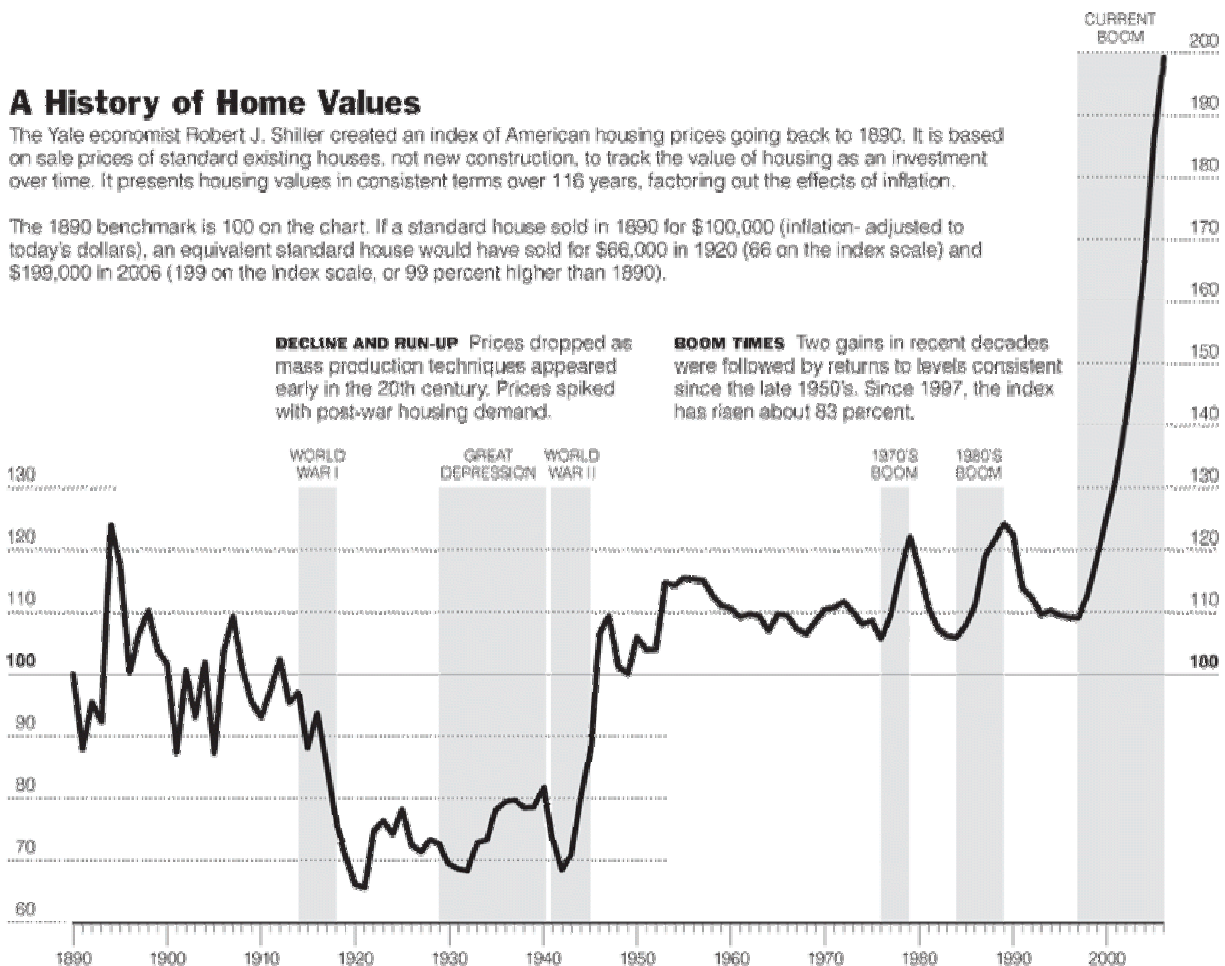 CURRENT
BOOM
A History of Home Values
The Yale economist Robert J. Shiller created an index of American housing prices going back to 1890. It is based
on sale prices of standard existing houses, not new construction, to track the value of housing as an investment
over time. It presents housing values in consistent terms over 116 years, factoring out the effects of inflation.
The 1890 benchmark is 100 on the chart. If a standard house sold in 1890 for $100,000 (inflation- adjusted to
today's dollars), an equivalent standard house would have sold for $66,000 in 1920 (66 on the index scale) and
$199,000 in 2006 (199 on the index scale, or 99 percent higher than 1890).
DECLINE AND RUN-UP Prices dropped as
mass production techniques appeared
early in the 20th century. Prices spiked
with post-war housing demand.
BOOM TIMES Two gains in recent decades
were followed by returns to levels consistent
since the late 1950's. Since 1997, the index
has risen about 83 percent.
WORLD
WAR I
GREAT
DEPRESSION
WORLD
WAR II
1970'S
BOOM
1980'S
BOOM
130
120
110
100
90
80
70
60
200
190
180
170
160
150
140
130
120
110
100
1890 1900 1910 1920 1930 1940 1950 1960 1970 1980 1990 2000